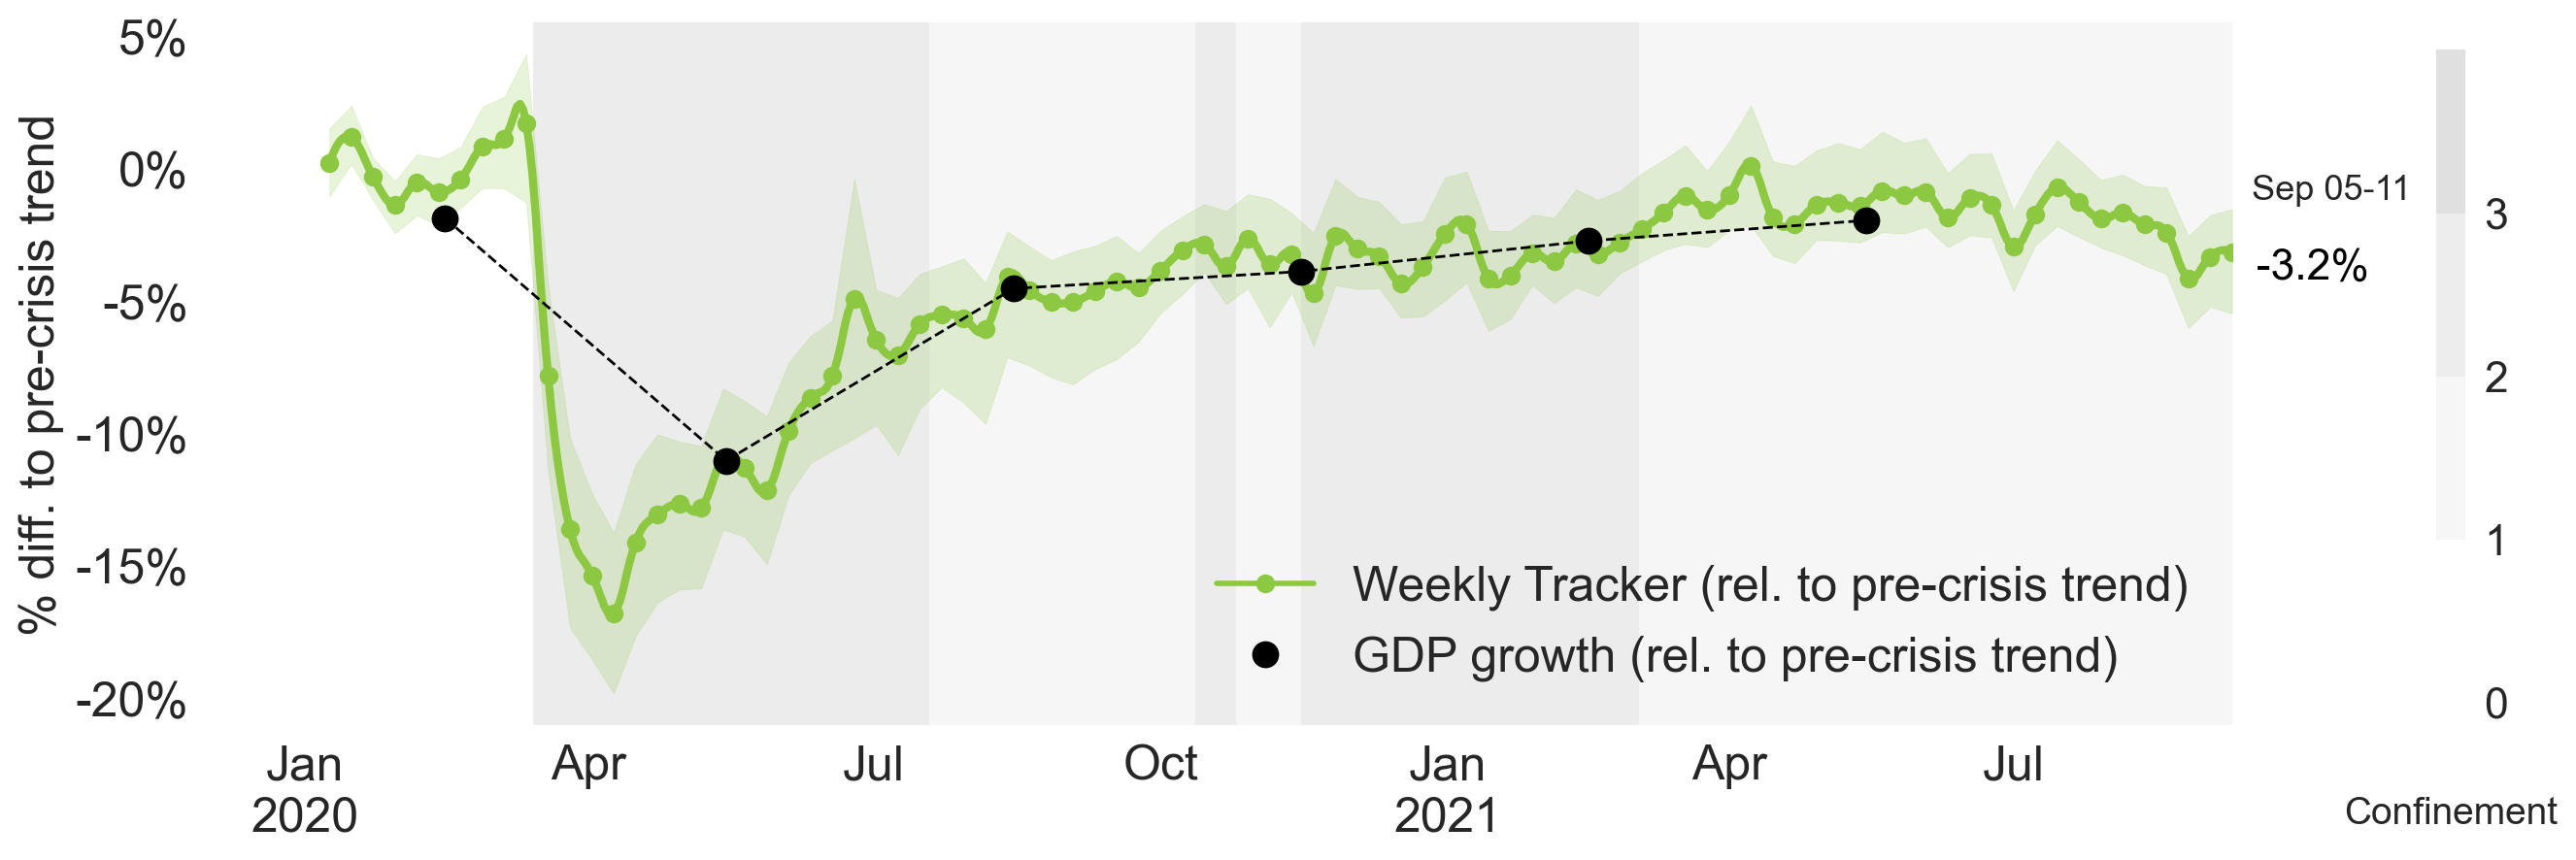 % diff. to pre-crisis trend
5%
0%
-5%
-10%
-15%
-20%
Jan
2020
Apr
Jul
Oct
Jan
2021
Apr
Jul
Weekly Tracker (rel. to pre-crisis trend)
GDP growth (rel. to pre-crisis trend)
Sep 05-11
-3.2%
3
2
1
0
Confinement